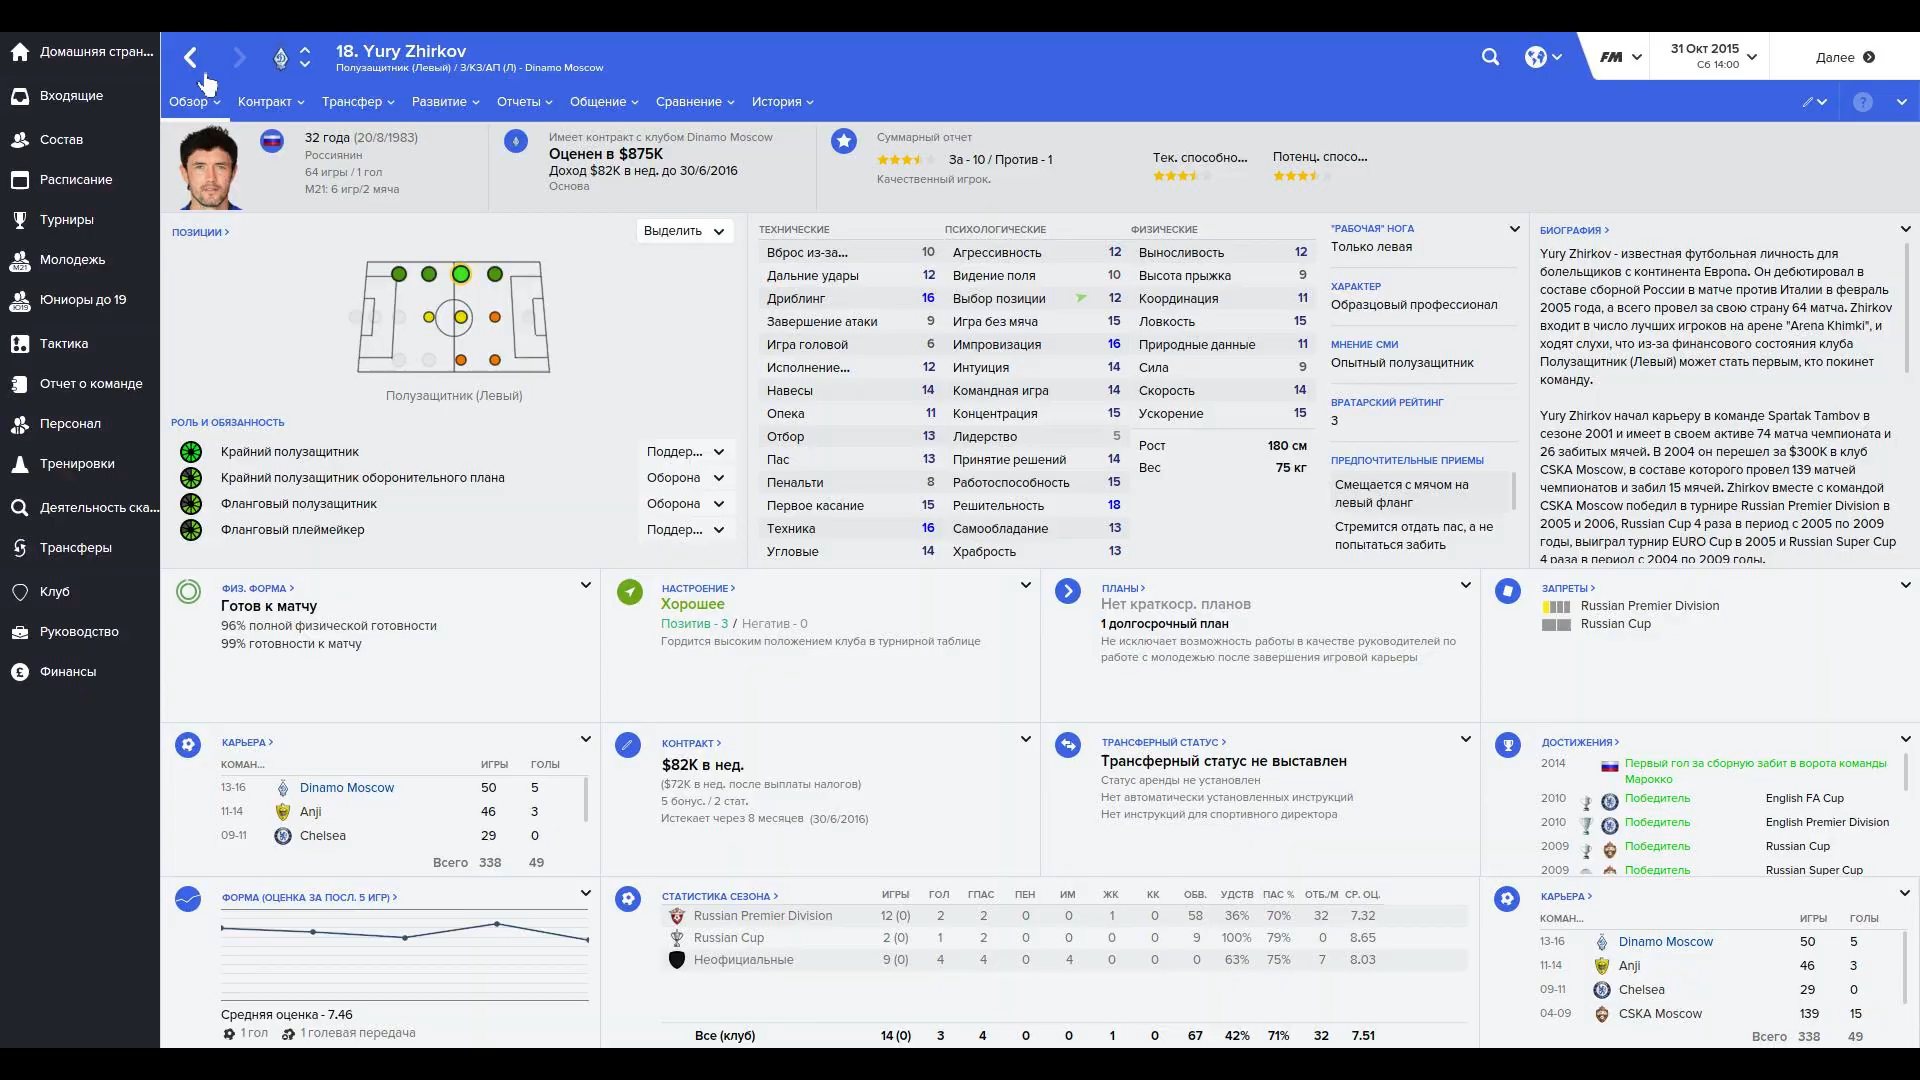 Домашняя стран...
Входящие
Состав
Расписание
Турниры
Молодежь
M21
Юниоры до 19
Ю19
Тактика
Отчет о команде
Персонал
Тренировки
Деятельность ска...
Трансферы
Клуб
Руководство
Финансы
18. Yury Zhirkov
Полузащитник (Левый) / З/КЗ/АП (Л) - Dinamo Moscow
FM
31 Окт 2015
Сб 14:00
Далее
Обзор
Контракт
Трансфер
Развитие
Отчеты
Общение
Сравнение
История
?
32 года (20/8/1983)
Россиянин
64 игры / 1 гол
M21: 6 игр/2 мяча
Имеет контракт с клубом Dinamo Moscow
Оценен в $875K
Доход $82K в нед. до 30/6/2016
Основа
Суммарный отчет
За - 10 / Против - 1
Качественный игрок.
Тек. способно...
Потенц. спосо...
ПОЗИЦИИ >
Выделить
Полузащитник (Левый)
РОЛЬ И ОБЯЗАННОСТЬ
Крайний полузащитник Поддер...
Крайний полузащитник оборонительного плана Оборона
Фланговый полузащитник Оборона
Фланговый плеймейкер Поддер...
ТЕХНИЧЕСКИЕ
Вброс из-за... 10
Дальние удары 12
Дриблинг 16
Завершение атаки 9
Игра головой 6
Исполнение... 12
Навесы 14
Опека 11
Отбор 13
Пас 13
Пенальти 8
Первое касание 15
Техника 16
Угловые 14
ПСИХОЛОГИЧЕСКИЕ
Агрессивность 12
Видение поля 10
Выбор позиции 12
Игра без мяча 15
Импровизация 16
Интуиция 14
Командная игра 14
Концентрация 15
Лидерство 5
Принятие решений 14
Работоспособность 15
Решительность 18
Самообладание 13
Храбрость 13
ФИЗИЧЕСКИЕ
Выносливость 12
Высота прыжка 9
Координация 11
Ловкость 15
Природные данные 11
Сила 9
Скорость 14
Ускорение 15
Рост 180 см
Вес 75 кг
"РАБОЧАЯ" НОГА
Только левая
ХАРАКТЕР
Образцовый профессионал
МНЕНИЕ СМИ
Опытный полузащитник
ВРАТАРСКИЙ РЕЙТИНГ
3
ПРЕДПОЧТИТЕЛЬНЫЕ ПРИЕМЫ
Смещается с мячом на
левый фланг
Стремится отдать пас, а не
попытаться забить
БИОГРАФИЯ >
Yury Zhirkov - известная футбольная личность для
болельщиков с континента Европа. Он дебютировал в
составе сборной России в матче против Италии в февраль
2005 года, а всего провел за свою страну 64 матча. Zhirkov
входит в число лучших игроков на арене "Arena Khimki", и
ходят слухи, что из-за финансового состояния клуба
Полузащитник (Левый) может стать первым, кто покинет
команду.
Yury Zhirkov начал карьеру в команде Spartak Tambov в
сезоне 2001 и имеет в своем активе 74 матча чемпионата и
26 забитых мячей. В 2004 он перешел за $300K в клуб
CSKA Moscow, в составе которого провел 139 матчей
чемпионатов и забил 15 мячей. Zhirkov вместе с командой
CSKA Moscow победил в турнире Russian Premier Division в
2005 и 2006, Russian Cup 4 раза в период с 2005 по 2009
годы, выиграл турнир EURO Cup в 2005 и Russian Super Cup
4 раза в период с 2004 по 2009 годы.
ФИЗ. ФОРМА >
Готов к матчу
96% полной физической готовности
99% готовности к матчу
НАСТРОЕНИЕ >
Хорошее
Позитив - 3 / Негатив - 0
Гордится высоким положением клуба в турнирной таблице
ПЛАНЫ >
Нет краткоср. планов
1 долгосрочный план
Не исключает возможность работы в качестве руководителей по
работе с молодежью после завершения игровой карьеры
ЗАПРЕТЫ >
Russian Premier Division
Russian Cup
КАРЬЕРА >
КОМАН... ИГРЫ ГОЛЫ
13-16 Dinamo Moscow 50 5
11-14 Anji 46 3
09-11 Chelsea 29 0
Всего 338 49
КОНТРАКТ >
$82K в нед.
($72K в нед. после выплаты налогов)
5 бонус. / 2 стат.
Истекает через 8 месяцев (30/6/2016)
ТРАНСФЕРНЫЙ СТАТУС >
Трансферный статус не выставлен
Статус аренды не установлен
Нет автоматически установленных инструкций
Нет инструкций для спортивного директора
ДОСТИЖЕНИЯ >
2014 Первый гол за сборную забит в ворота команды
Марокко
2010 Победитель English FA Cup
2010 Победитель English Premier Division
2009 Победитель Russian Cup
2009 Победитель Russian Super Cup
ФОРМА (ОЦЕНКА ЗА ПОСЛ. 5 ИГР) >
Средняя оценка - 7.46
1 гол 1 голевая передача
СТАТИСТИКА СЕЗОНА > ИГРЫ ГОЛ ГПАС ПЕН ИМ ЖК КК ОБВ. УДСТВ ПАС % ОТБ/М СР. ОЦ.
Russian Premier Division 12 (0) 2 2 0 0 1 0 58 36% 70% 32 7.32
Russian Cup 2 (0) 1 2 0 0 0 0 9 100% 79% 0 8.65
Неофициальные 9 (0) 4 4 0 4 0 0 0 63% 75% 7 8.03
Все (клуб) 14 (0) 3 4 0 0 1 0 67 42% 71% 32 7.51
КАРЬЕРА >
КОМАН... ИГРЫ ГОЛЫ
13-16 Dinamo Moscow 50 5
11-14 Anji 46 3
09-11 Chelsea 29 0
04-09 CSKA Moscow 139 15
Всего 338 49